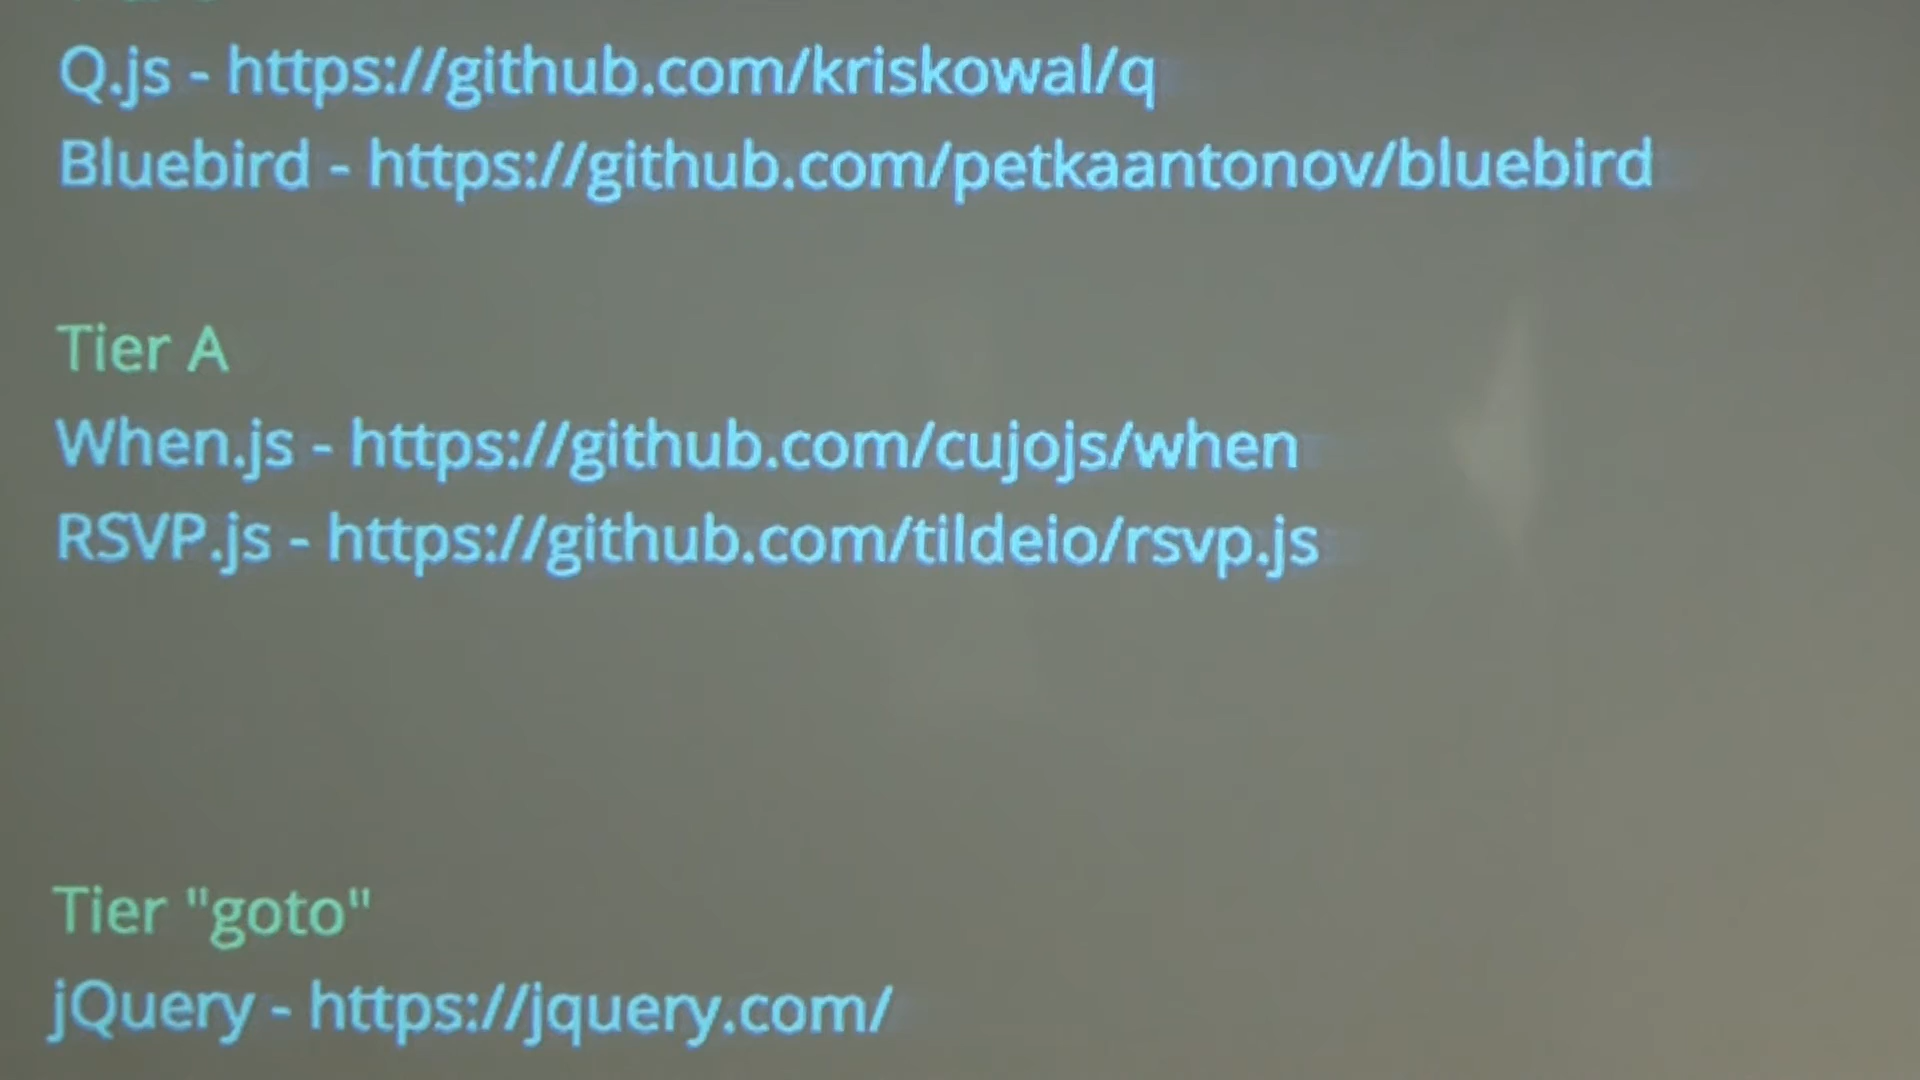 Q.js - https://github.com/kriskowal/q
Bluebird - https://github.com/petkaantonov/bluebird
Tier A
When.js - https://github.com/cujojs/when
RSVP.js - https://github.com/tildeio/rsvp.js
Tier "goto"
jQuery - https://jquery.com/